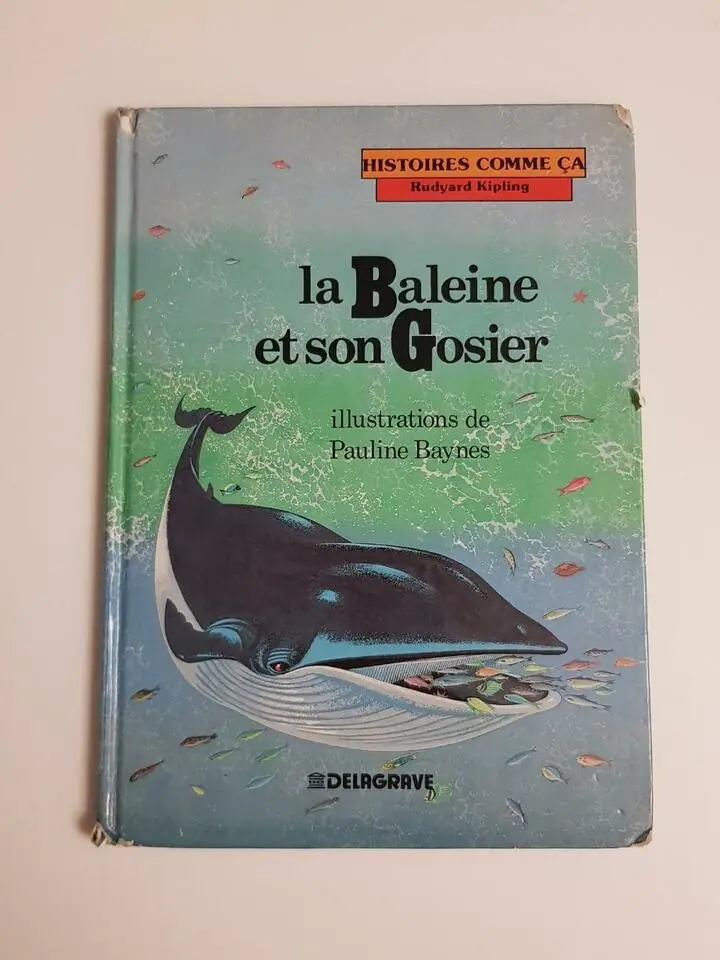 HISTOIRES COMME ÇA
Rudyard Kipling
la Baleine
et son Gosier
illustrations de
Pauline Baynes
DELAGRAVE